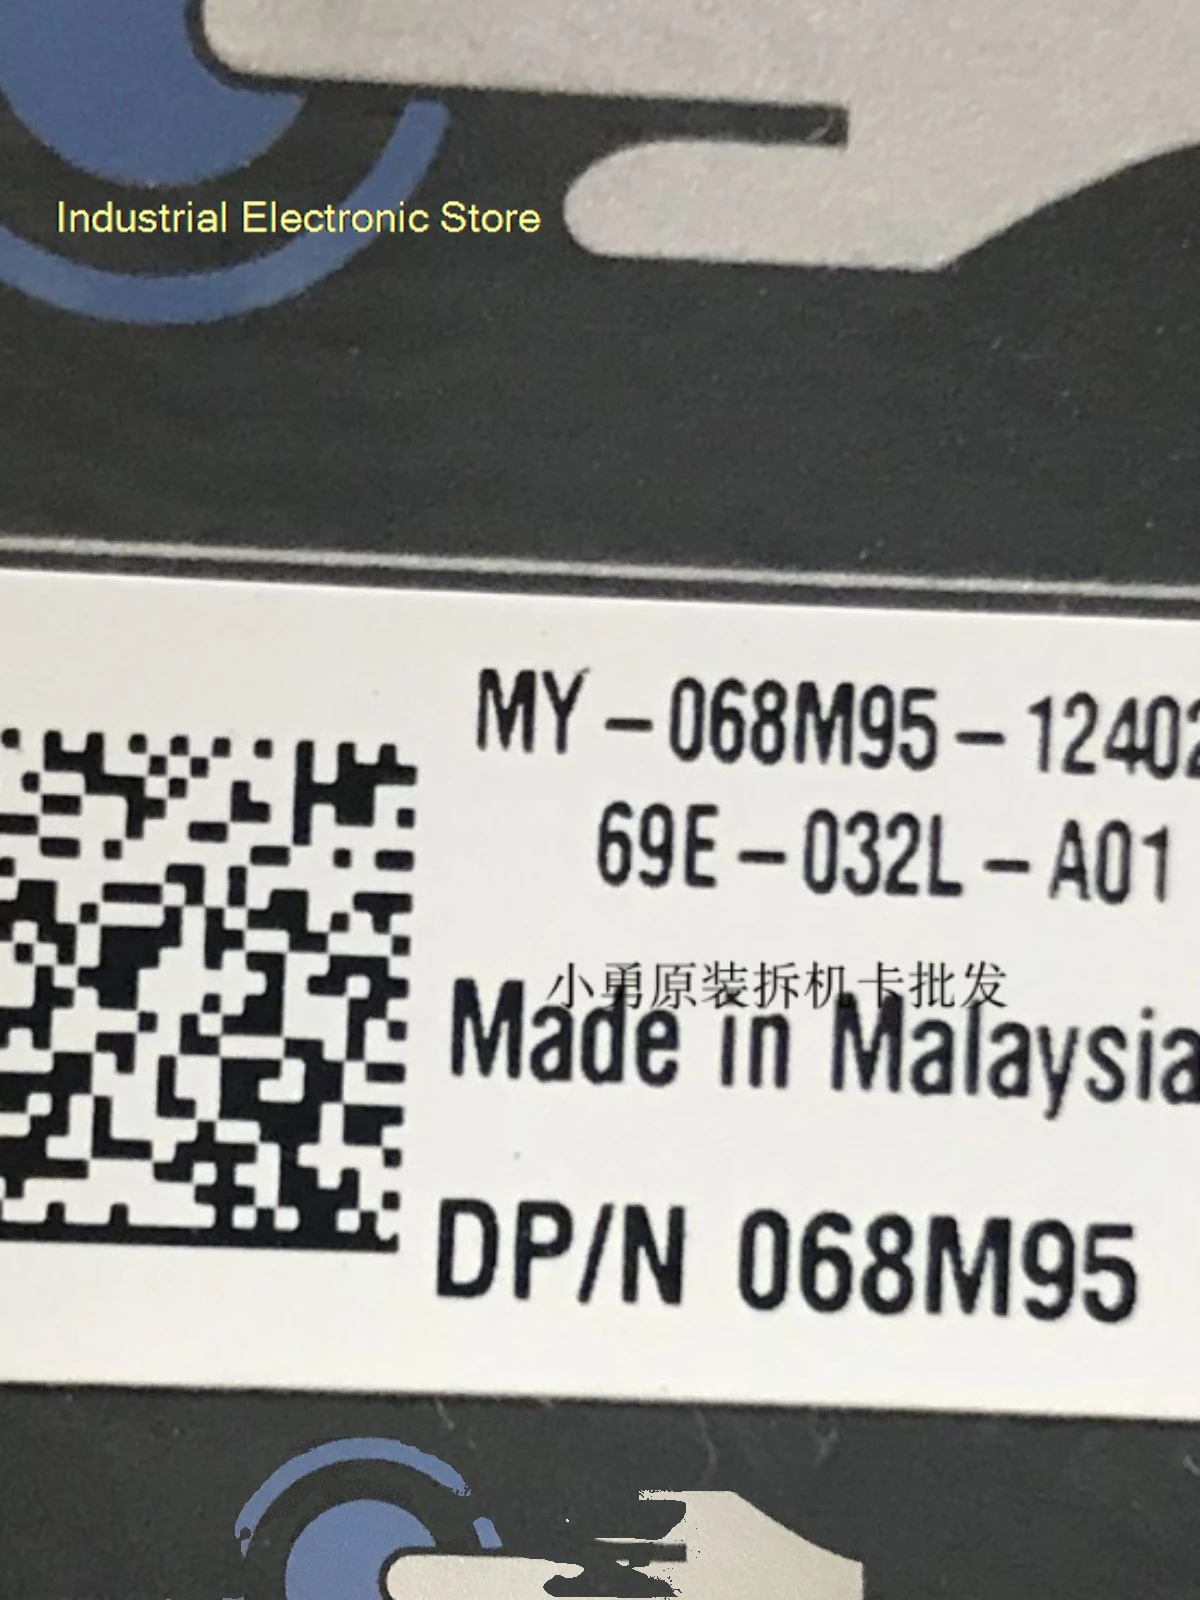 Industrial Electronic Store
MY-068M95-12402
69E-032L-A01
小勇原装拆机卡批发
Made in Malaysia
DP/N 068M95